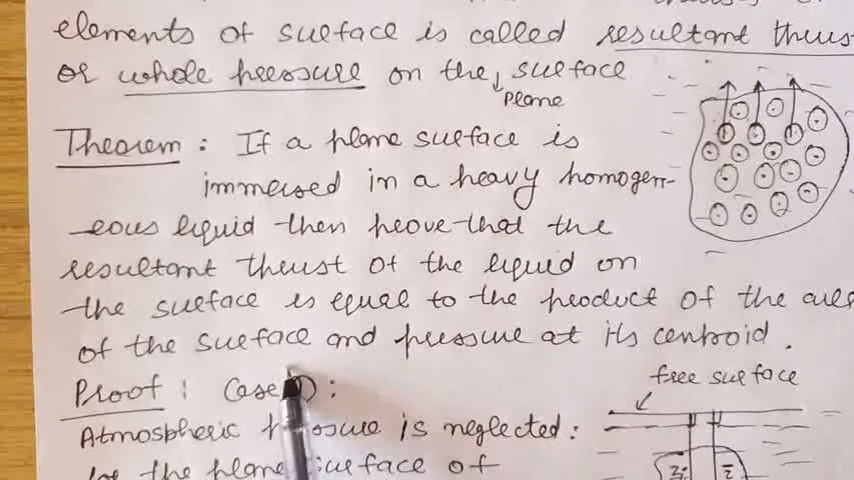 elements of surface is called resultant thrus
or whole pressure on the surface
plane
Theorem : If a plane surface is
immersed in a heavy homogen-
eous liquid then prove that the
resultant thrust of the liquid on
the surface is equal to the product of the area
of the surface and pressure at its centroid.
free surface
Proof : Case :
Atmospheric is neglected :
the plane surface of
z̄